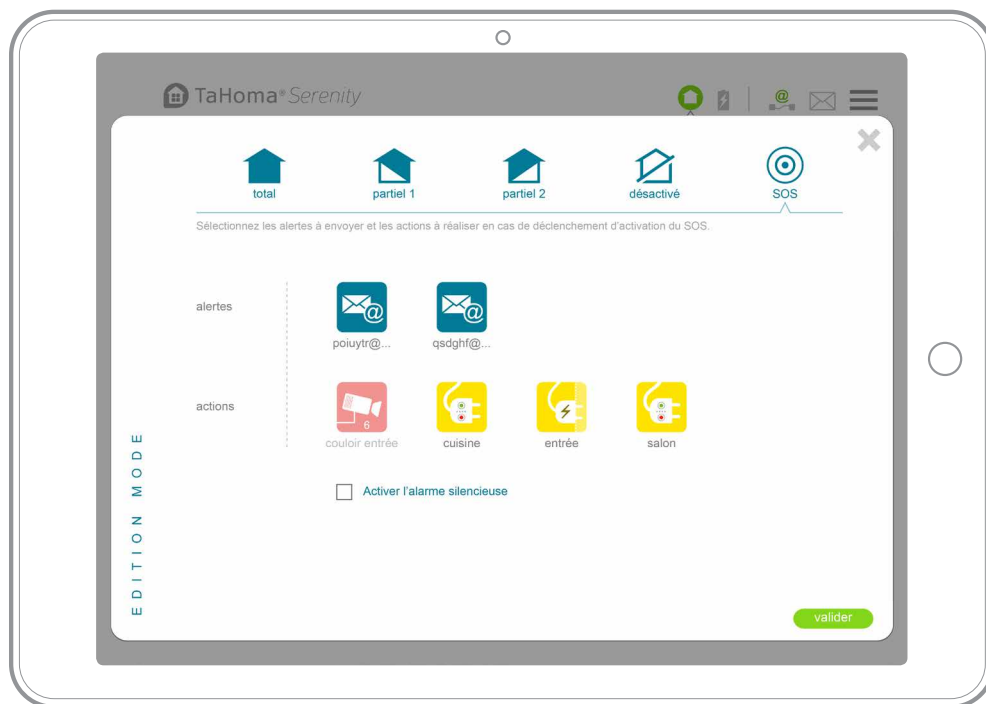 TaHoma® Serenity
@
total
partiel 1
partiel 2
désactivé
SOS
Sélectionnez les alertes à envoyer et les actions à réaliser en cas de déclenchement d'activation du SOS.
alertes
@
@
poiuytr@...
qsdghf@...
actions
6
couloir entrée
cuisine
entrée
salon
Activer l'alarme silencieuse
EDITION MODE
valider